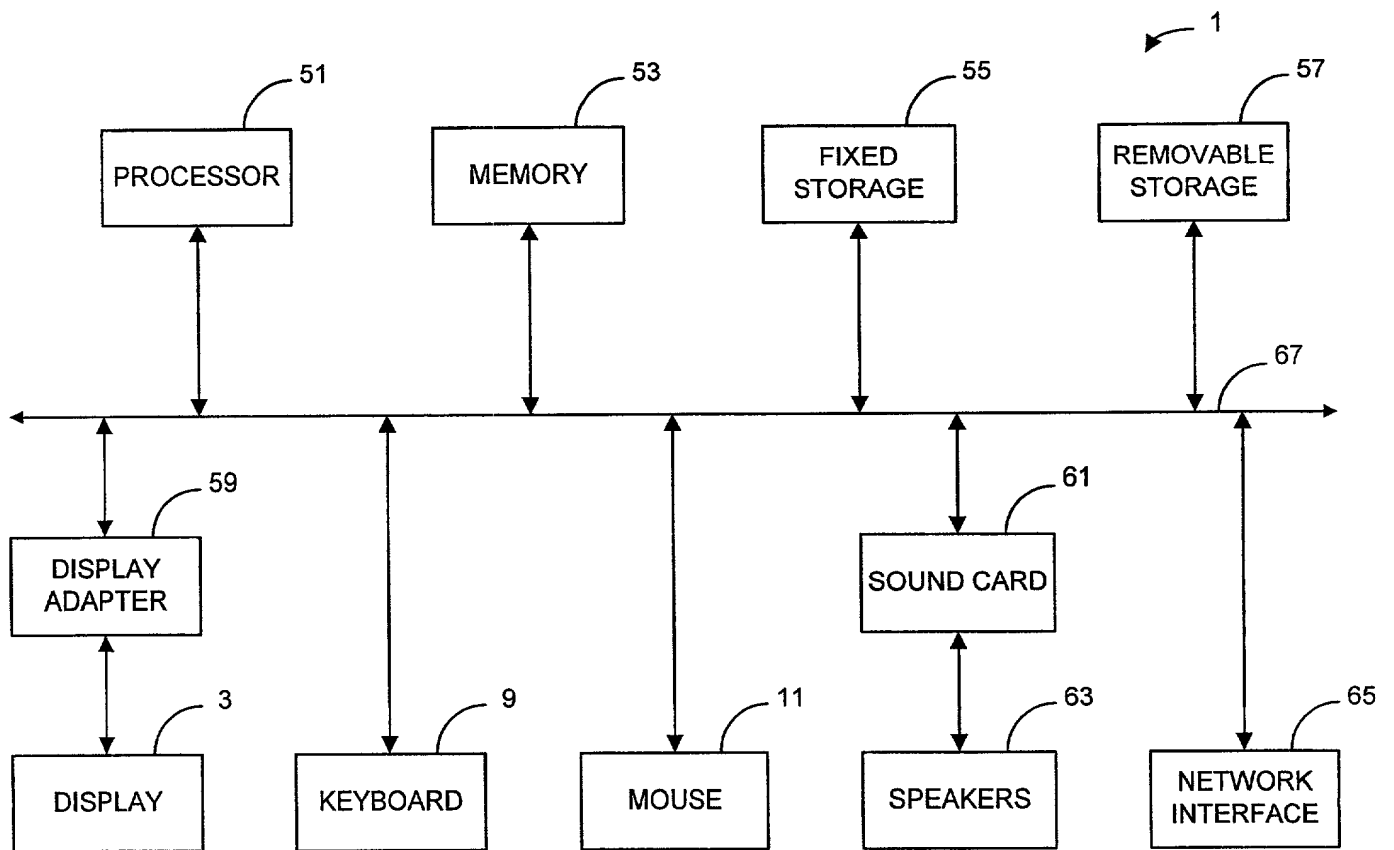 1
51
53
55
57
PROCESSOR
MEMORY
FIXED
STORAGE
REMOVABLE
STORAGE
67
59
61
DISPLAY
ADAPTER
SOUND CARD
3
9
11
63
65
DISPLAY
KEYBOARD
MOUSE
SPEAKERS
NETWORK
INTERFACE